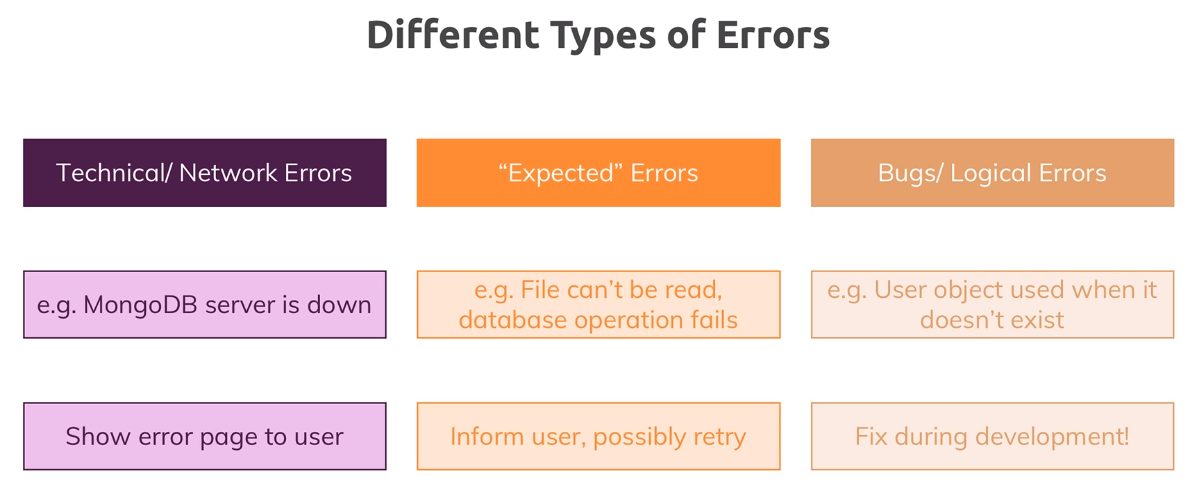 Different Types of Errors
Technical/ Network Errors
“Expected” Errors
Bugs/ Logical Errors
e.g. MongoDB server is down
e.g. File can’t be read,
database operation fails
e.g. User object used when it
doesn’t exist
Show error page to user
Inform user, possibly retry
Fix during development!